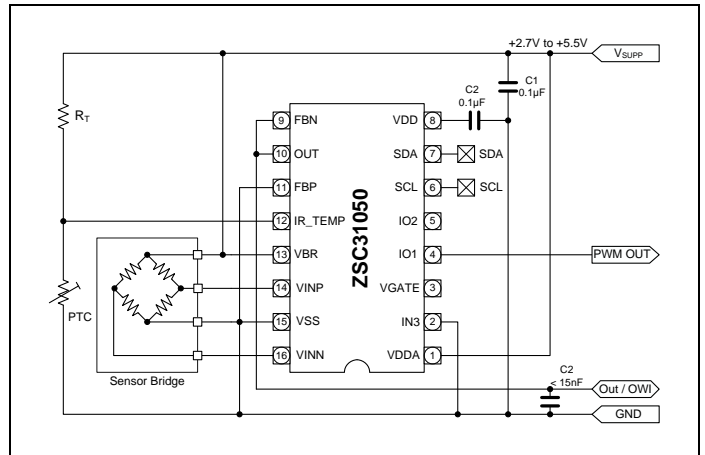 +2.7V to +5.5V
VSUPP
C1
0.1µF
C2
0.1µF
RT
9 FBN
VDD 8
10 OUT
SDA 7
SDA
11 FBP
SCL 6
SCL
12 IR_TEMP
IO2 5
13 VBR
IO1 4
PWM OUT
ZSC31050
14 VINP
VGATE 3
PTC
15 VSS
IN3 2
16 VINN
VDDA 1
Sensor Bridge
C2
< 15nF
Out / OWI
GND